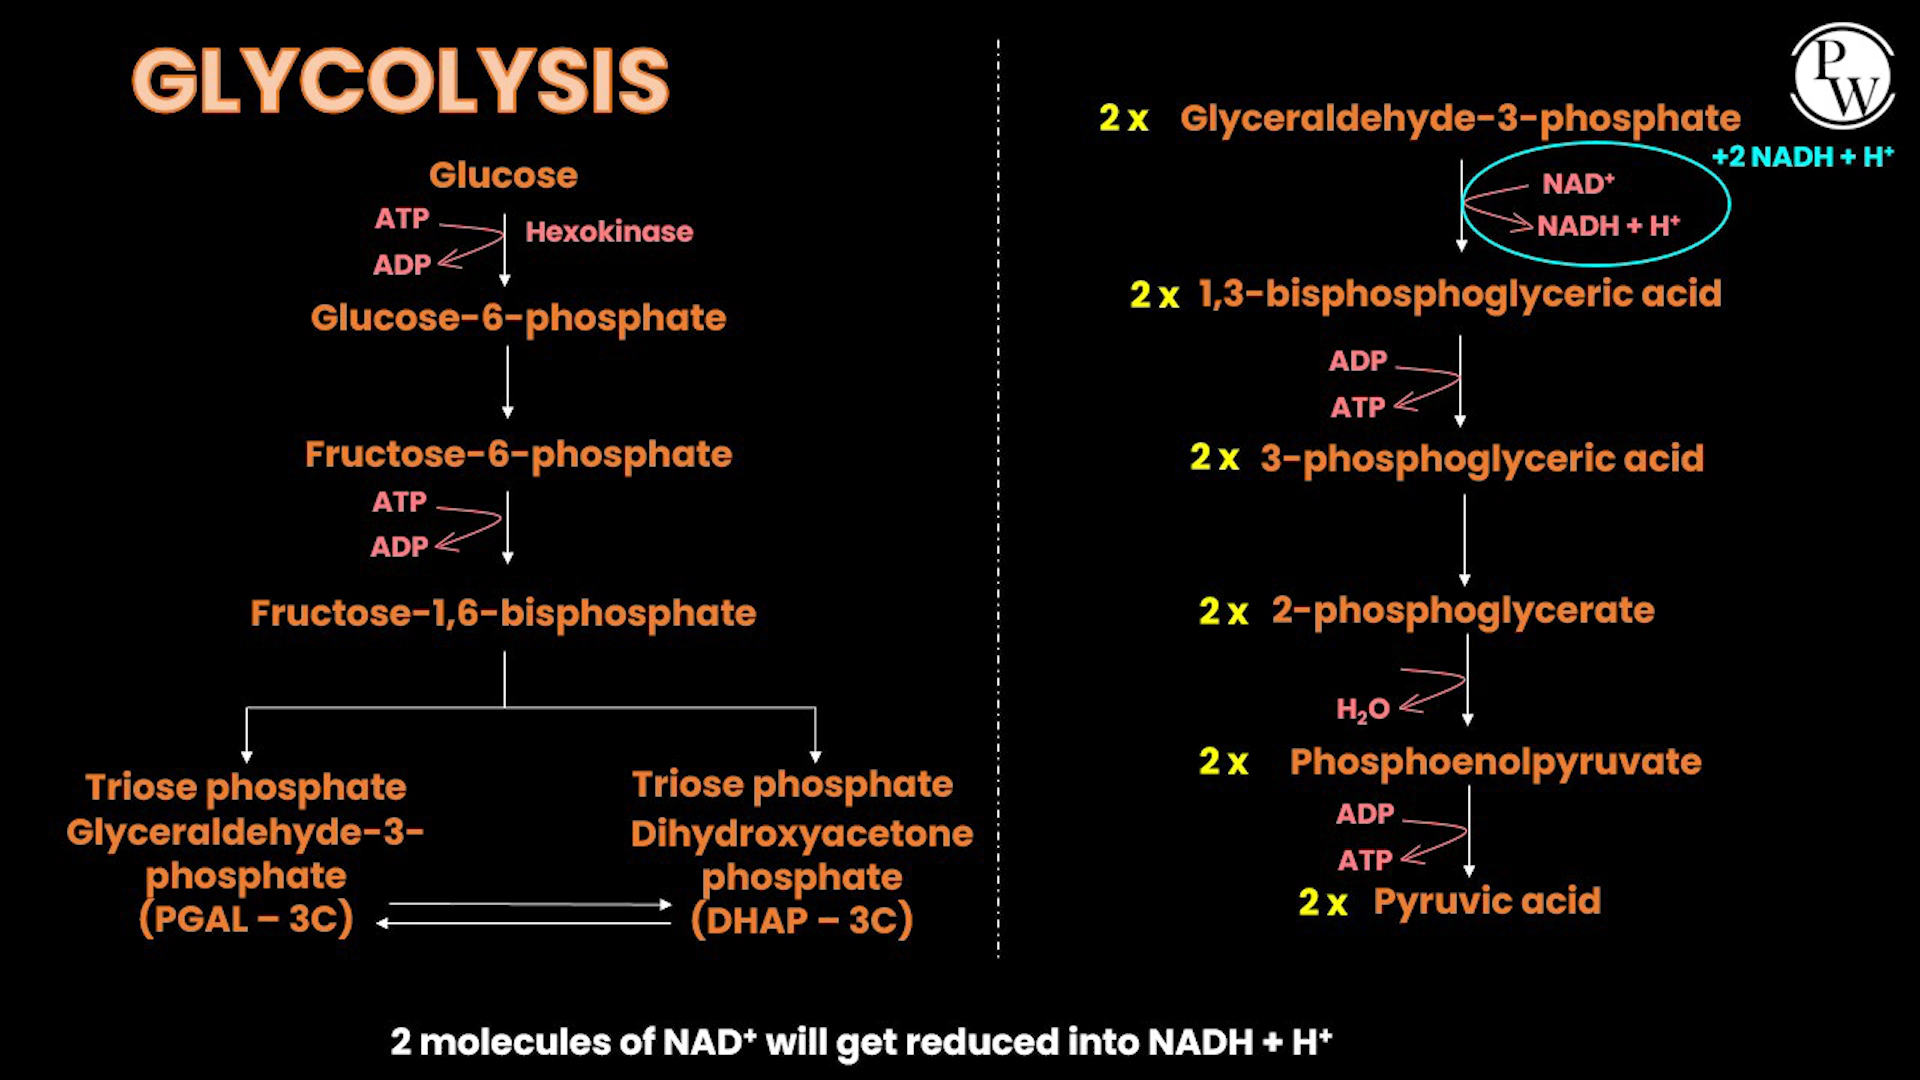 GLYCOLYSIS
Glucose
ATP
Hexokinase
ADP
Glucose-6-phosphate
Fructose-6-phosphate
ATP
ADP
Fructose-1,6-bisphosphate
Triose phosphate
Glyceraldehyde-3-
phosphate
(PGAL – 3C)
Triose phosphate
Dihydroxyacetone
phosphate
(DHAP – 3C)
PW
2 x Glyceraldehyde-3-phosphate
+2 NADH + H⁺
NAD⁺
NADH + H⁺
2 x 1,3-bisphosphoglyceric acid
ADP
ATP
2 x 3-phosphoglyceric acid
2 x 2-phosphoglycerate
H₂O
2 x Phosphoenolpyruvate
ADP
ATP
2 x Pyruvic acid
2 molecules of NAD⁺ will get reduced into NADH + H⁺